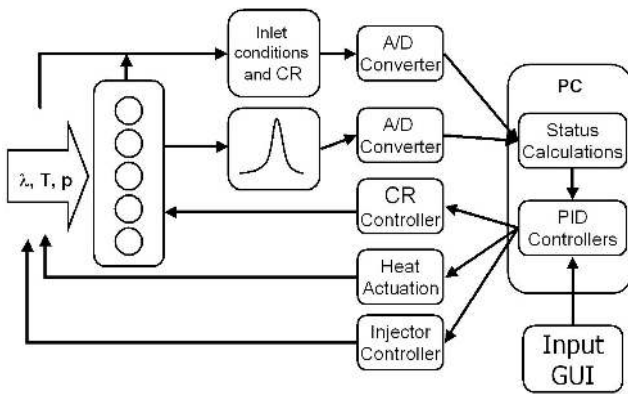 Inlet
conditions
and CR
A/D
Converter
PC
A/D
Converter
Status
Calculations
λ, T, p
CR
Controller
PID
Controllers
Heat
Actuation
Injector
Controller
Input
GUI